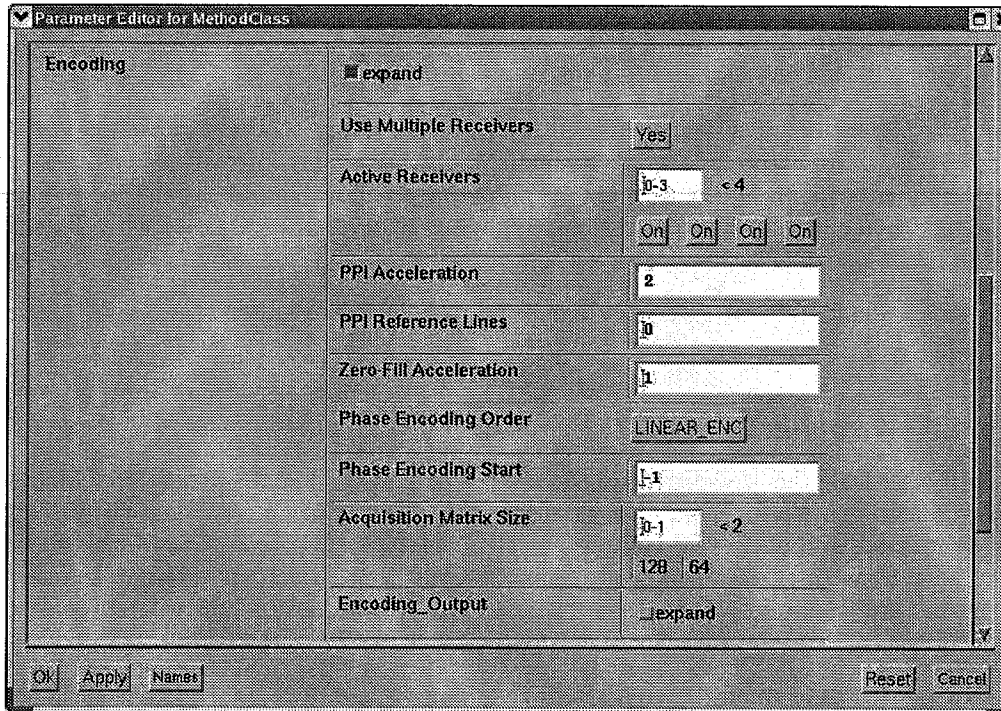 Parameter Editor for MethodClass
Encoding
expand
Use Multiple Receivers
Yes
Active Receivers
0-3 < 4
On On On On
PPI Acceleration
2
PPI Reference Lines
0
Zero Fill Acceleration
1
Phase Encoding Order
LINEAR_ENC
Phase Encoding Start
-1
Acquisition Matrix Size
0-1 < 2
128 64
Encoding_Output
expand
Ok Apply Names Reset Cancel